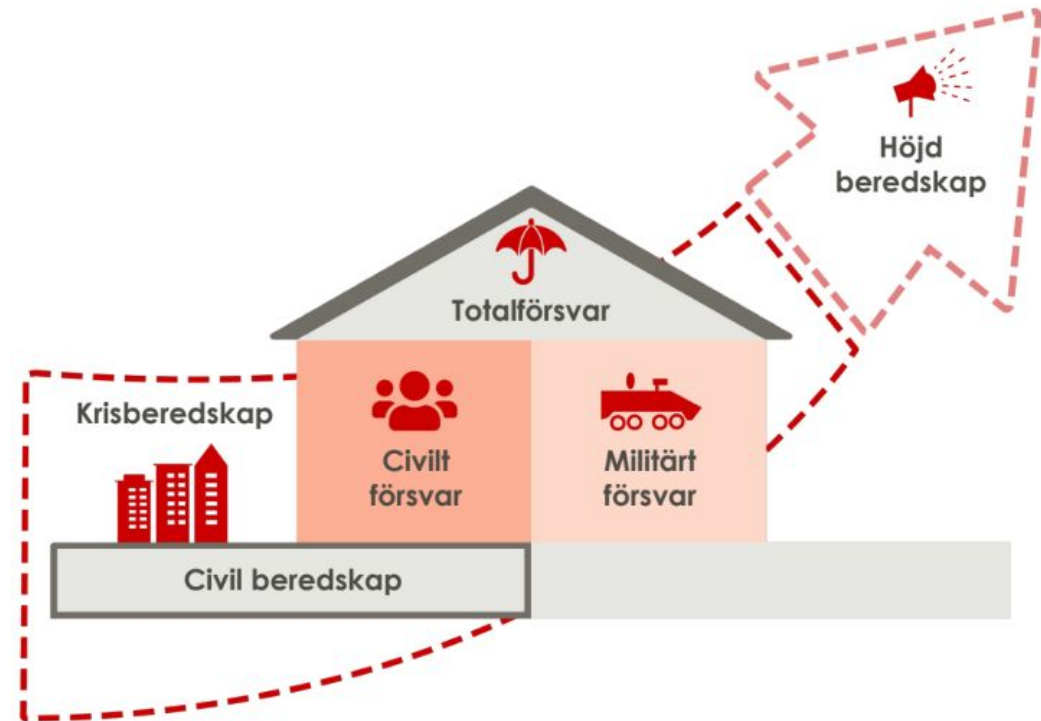 Höjd
beredskap
Totalförsvar
Krisberedskap
Civilt
försvar
Militärt
försvar
Civil beredskap